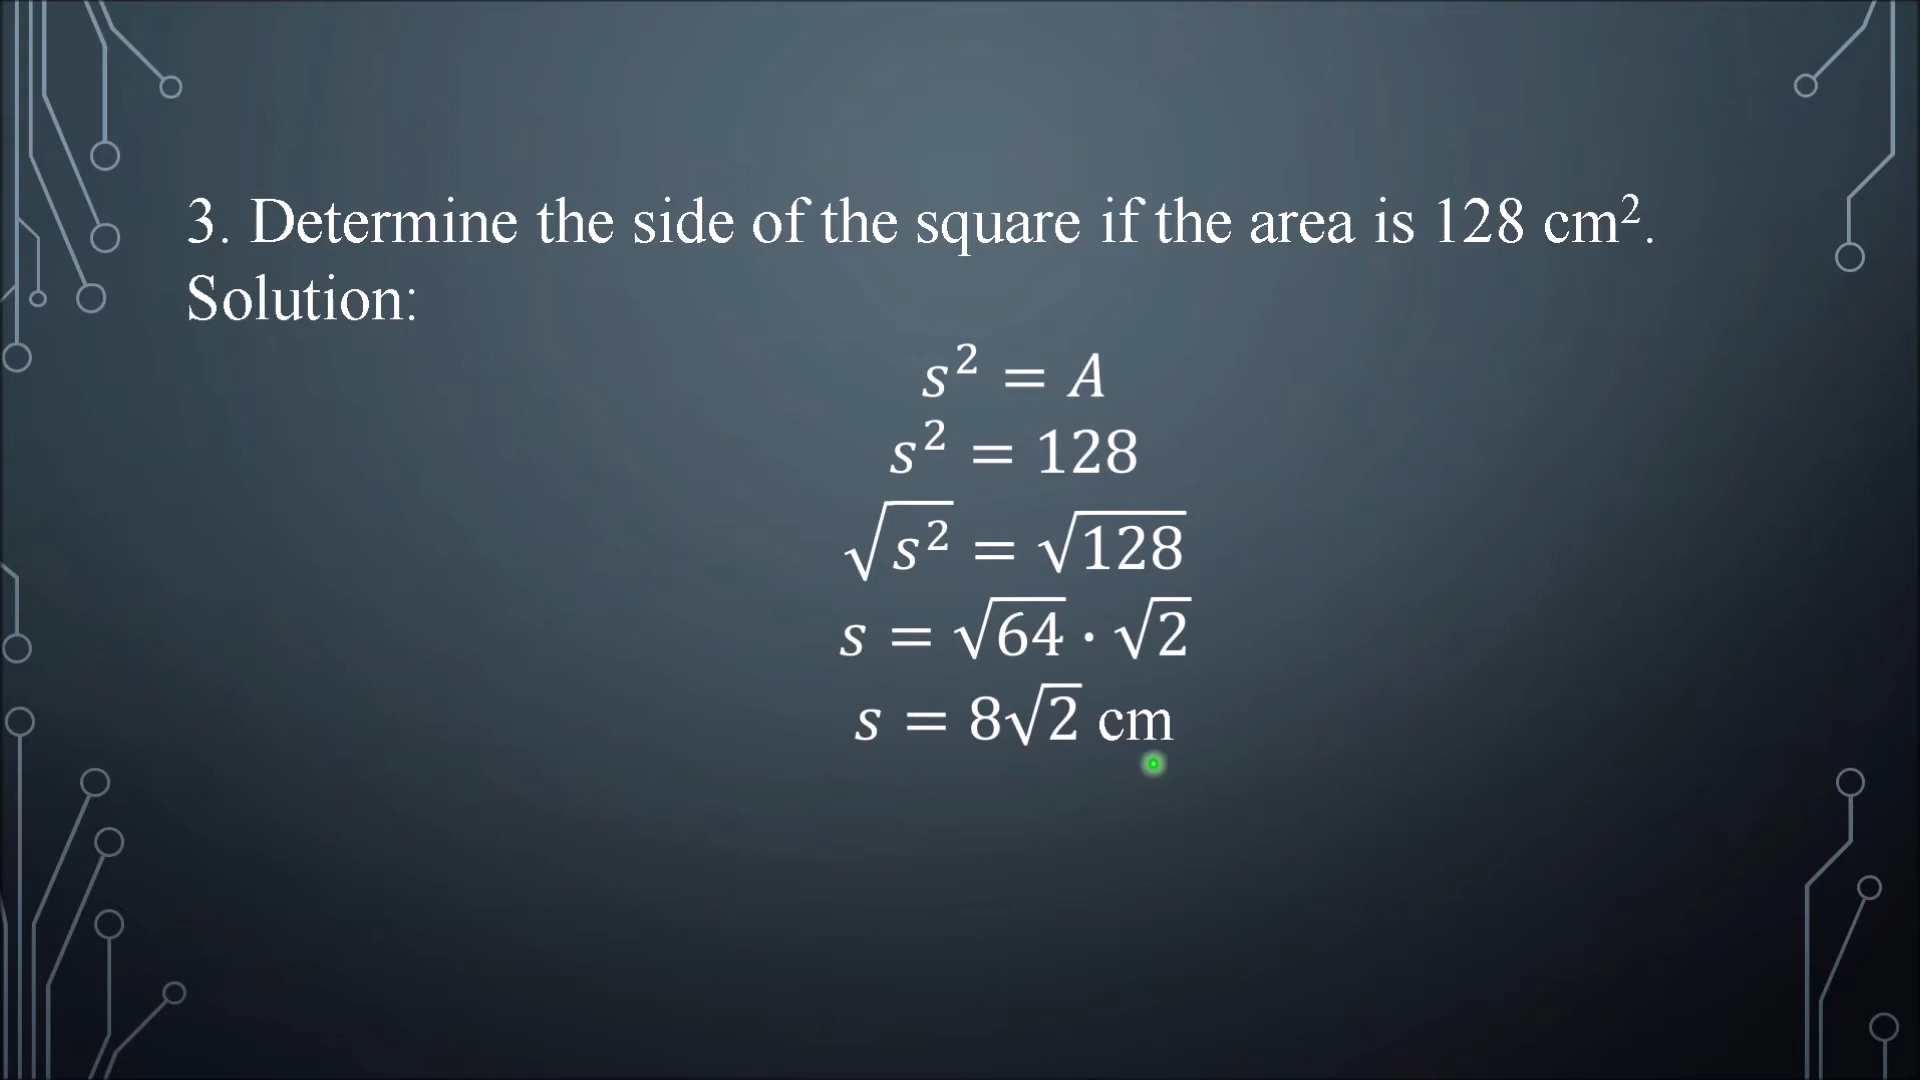 3. Determine the side of the square if the area is 128 cm².
Solution:
s² = A
s² = 128
√s² = √128
s = √64 · √2
s = 8√2 cm